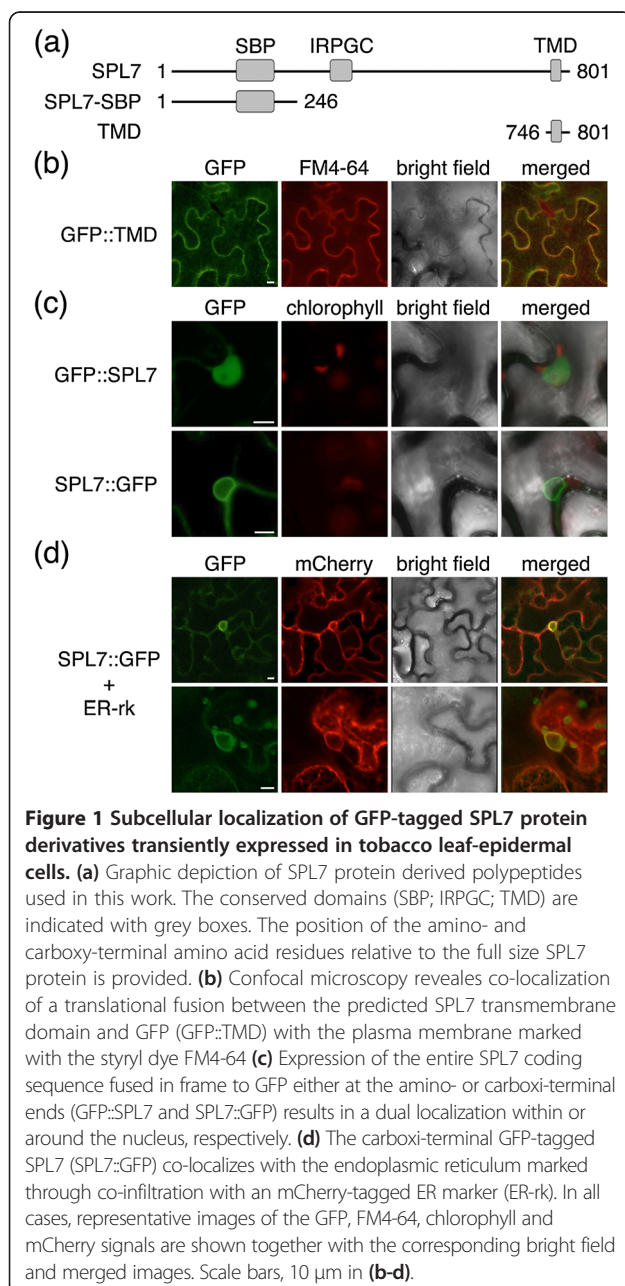 (a)
SBP IRPGC TMD
SPL7 1 801
SPL7-SBP 1 246
TMD 746 801
(b)
GFP FM4-64 bright field merged
GFP::TMD
(c)
GFP chlorophyll bright field merged
GFP::SPL7
SPL7::GFP
(d)
GFP mCherry bright field merged
SPL7::GFP
+
ER-rk
Figure 1 Subcellular localization of GFP-tagged SPL7 protein
derivatives transiently expressed in tobacco leaf-epidermal
cells. (a) Graphic depiction of SPL7 protein derived polypeptides
used in this work. The conserved domains (SBP; IRPGC; TMD) are
indicated with grey boxes. The position of the amino- and
carboxy-terminal amino acid residues relative to the full size SPL7
protein is provided. (b) Confocal microscopy reveales co-localization
of a translational fusion between the predicted SPL7 transmembrane
domain and GFP (GFP::TMD) with the plasma membrane marked
with the styryl dye FM4-64 (c) Expression of the entire SPL7 coding
sequence fused in frame to GFP either at the amino- or carboxi-terminal
ends (GFP::SPL7 and SPL7::GFP) results in a dual localization within or
around the nucleus, respectively. (d) The carboxi-terminal GFP-tagged
SPL7 (SPL7::GFP) co-localizes with the endoplasmic reticulum marked
through co-infiltration with an mCherry-tagged ER marker (ER-rk). In all
cases, representative images of the GFP, FM4-64, chlorophyll and
mCherry signals are shown together with the corresponding bright field
and merged images. Scale bars, 10 μm in (b-d).